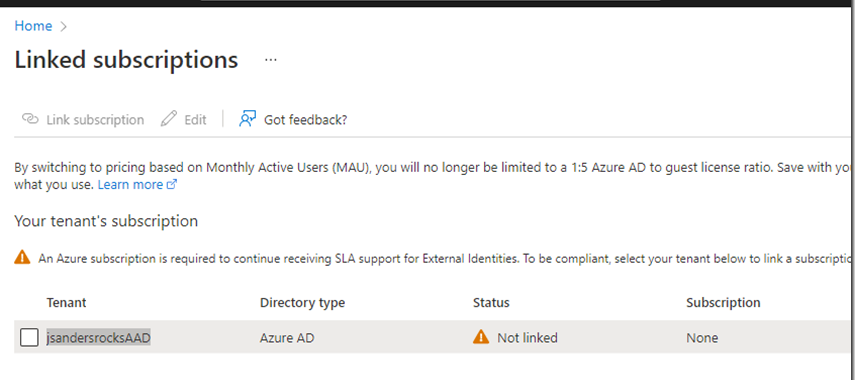 Home >
Linked subscriptions ...
Link subscription Edit Got feedback?
By switching to pricing based on Monthly Active Users (MAU), you will no longer be limited to a 1:5 Azure AD to guest license ratio. Save with
what you use. Learn more
Your tenant's subscription
An Azure subscription is required to continue receiving SLA support for External Identities. To be compliant, select your tenant below to link a
Tenant Directory type Status Subscription
jsandersrocksAAD Azure AD Not linked None